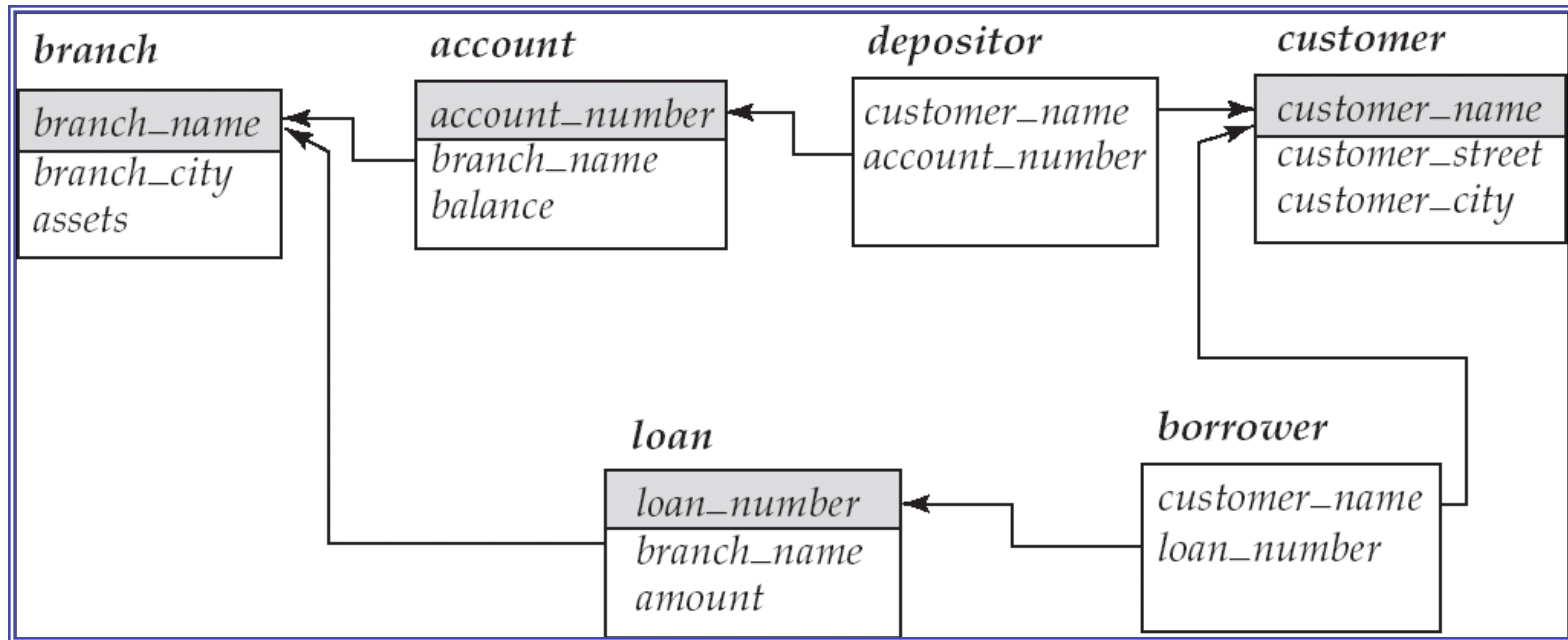 branch
branch_name
branch_city
assets
account
account_number
branch_name
balance
depositor
customer_name
account_number
customer
customer_name
customer_street
customer_city
loan
loan_number
branch_name
amount
borrower
customer_name
loan_number